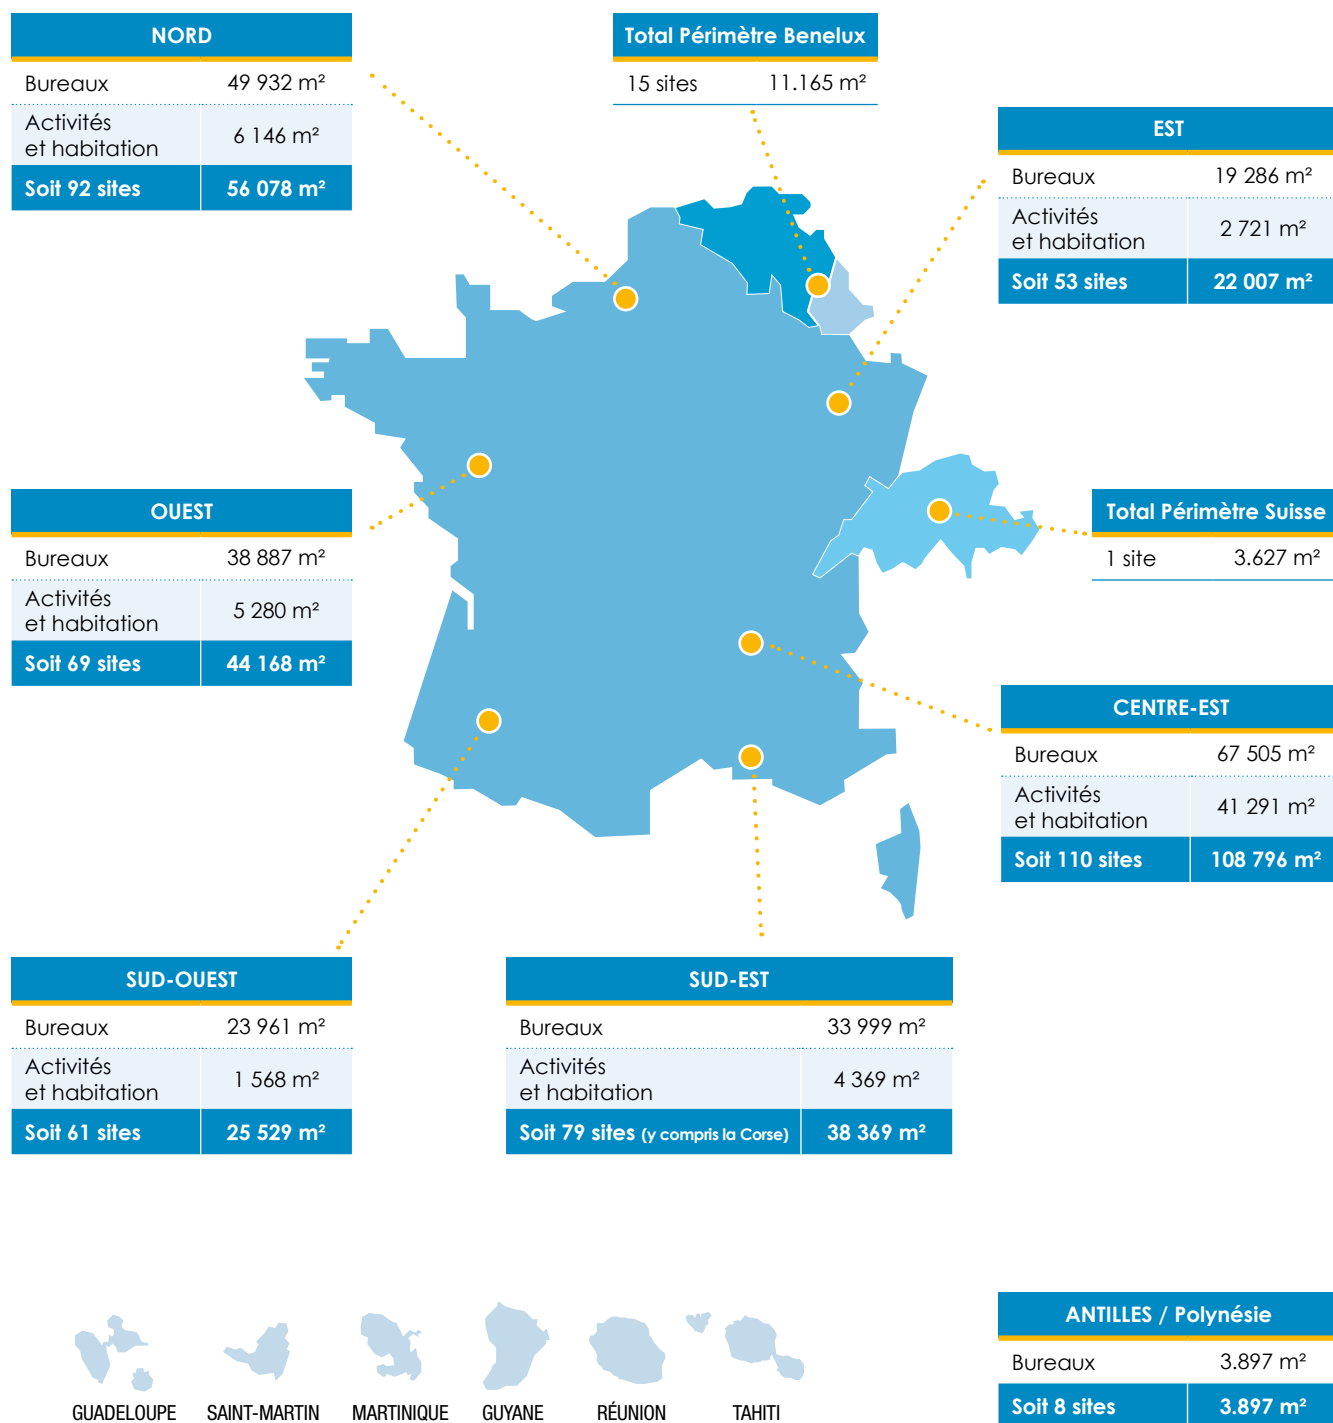 NORD
Bureaux 49 932 m²
Activités
et habitation 6 146 m²
Soit 92 sites 56 078 m²
Total Périmètre Benelux
15 sites 11.165 m²
EST
Bureaux 19 286 m²
Activités
et habitation 2 721 m²
Soit 53 sites 22 007 m²
OUEST
Bureaux 38 887 m²
Activités
et habitation 5 280 m²
Soit 69 sites 44 168 m²
Total Périmètre Suisse
1 site 3.627 m²
CENTRE-EST
Bureaux 67 505 m²
Activités
et habitation 41 291 m²
Soit 110 sites 108 796 m²
SUD-OUEST
Bureaux 23 961 m²
Activités
et habitation 1 568 m²
Soit 61 sites 25 529 m²
SUD-EST
Bureaux 33 999 m²
Activités
et habitation 4 369 m²
Soit 79 sites (y compris la Corse) 38 369 m²
GUADELOUPE SAINT-MARTIN MARTINIQUE GUYANE RÉUNION TAHITI
ANTILLES / Polynésie
Bureaux 3.897 m²
Soit 8 sites 3.897 m²